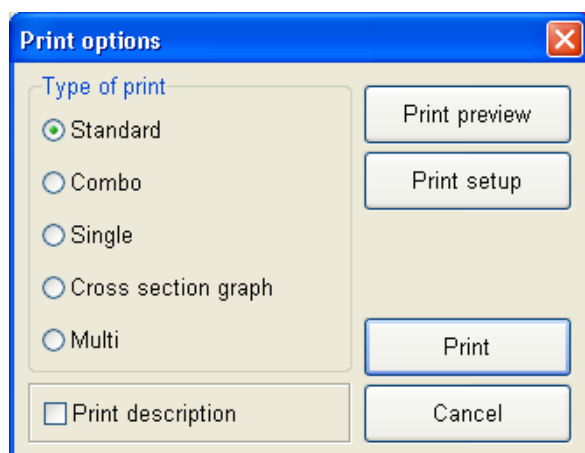 Print options
Type of print
Standard
Combo
Single
Cross section graph
Multi
Print description
Print preview
Print setup
Print
Cancel